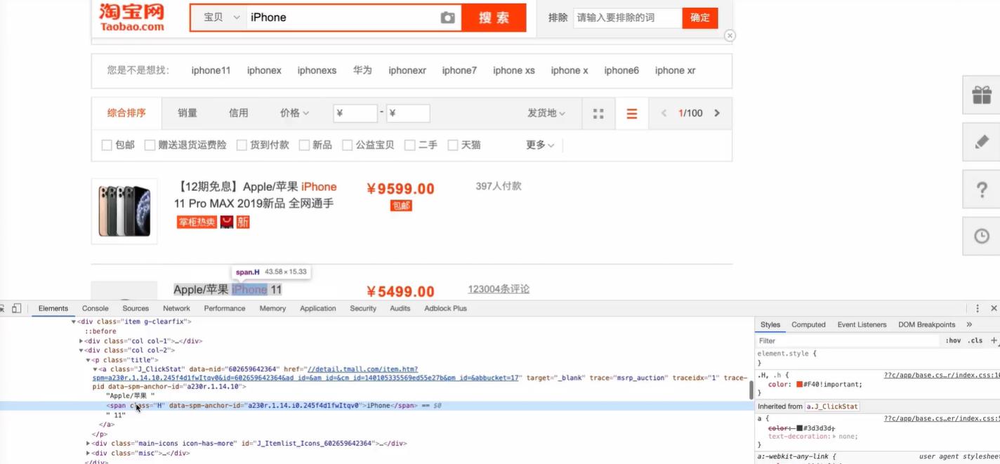 淘宝网
Taobao.com
宝贝 iPhone 搜索 排除 请输入要排除的词 确定
您是不是想找： iphone11 iphonex iphonexs 华为 iphonexr iphone7 iphone xs iphone x iphone6 iphone xr
综合排序 销量 信用 价格 ¥ - ¥ 发货地 1/100
包邮 赠送退货运费险 货到付款 新品 公益宝贝 二手 天猫 更多
【12期免息】Apple/苹果 iPhone ¥9599.00 397人付款
11 Pro MAX 2019新品 全网通手 包邮
掌柜热卖 新
span.H 43.58 × 15.33
Apple/苹果 iPhone 11 ¥5499.00 123004条评论
Elements Console Sources Network Performance Memory Application Security Audits Adblock Plus
▼<div class="item g-clearfix">
::before
▶<div class="col col-1">…</div>
▼<div class="col col-2">
▼<p class="title">
▼<a class="J_ClickStat" data-nid="602659642364" href="//detail.tmall.com/item.htm?
spm=a230r.1.14.10.245f4d1fwItqv0&id=602659642364&ad_id=&am_id=&cm_id=140105335569ed55e27b&pm_id=&abbucket=17" target="_blank" trace="msrp_auction" traceidx="1" trace-
pid data-spm-anchor-id="a230r.1.14.10">
"Apple/苹果 "
<span class="H" data-spm-anchor-id="a230r.1.14.i0.245f4d1fwItqv0">iPhone</span> == $0
" 11"
</a>
</p>
▶<div class="main-icons icon-has-more" id="J_Itemlist_Icons_602659642364">…</div>
▶<div class="misc">…</div>
</div>
Styles Computed Event Listeners DOM Breakpoints »
Filter :hov .cls +
element.style {
}
.H, .h { ??c/app/base.cs…r/index.css:10
color: #F40!important;
}
Inherited from a.J_ClickStat
a { ??c/app/base.cs…er/index.css:5
color: #3d3d3d;
text-decoration: none;
}
a:-webkit-any-link { user agent stylesheet